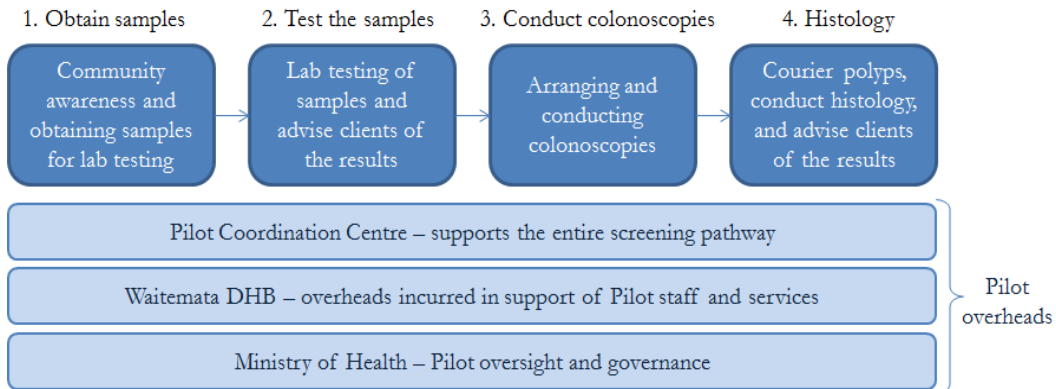 1. Obtain samples
2. Test the samples
3. Conduct colonoscopies
4. Histology
Community
awareness and
obtaining samples
for lab testing
Lab testing of
samples and
advise clients of
the results
Arranging and
conducting
colonoscopies
Courier polyps,
conduct histology,
and advise clients
of the results
Pilot Coordination Centre – supports the entire screening pathway
Waitemata DHB – overheads incurred in support of Pilot staff and services
Ministry of Health – Pilot oversight and governance
Pilot
overheads